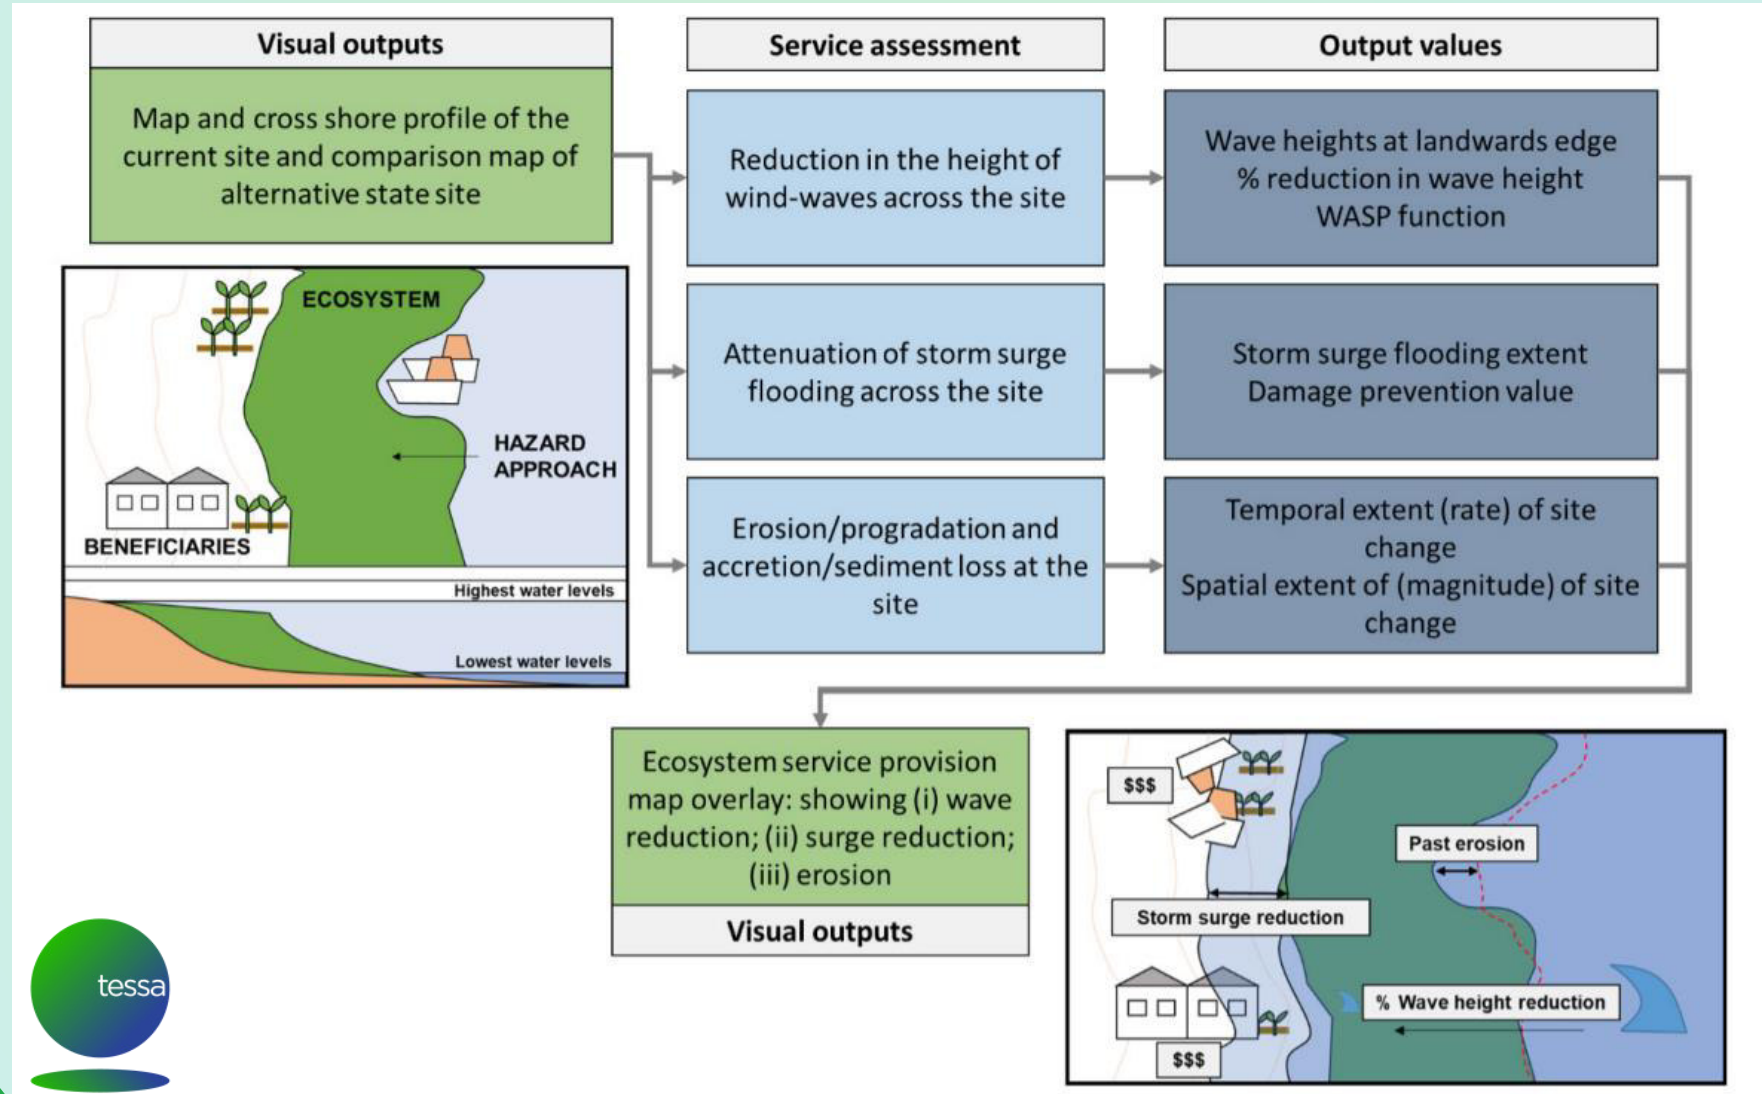 Visual outputs
Map and cross shore profile of the
current site and comparison map of
alternative state site
Service assessment
Reduction in the height of
wind-waves across the site
Attenuation of storm surge
flooding across the site
Erosion/progradation and
accretion/sediment loss at the
site
Output values
Wave heights at landwards edge
% reduction in wave height
WASP function
Storm surge flooding extent
Damage prevention value
Temporal extent (rate) of site
change
Spatial extent of (magnitude) of site
change
ECOSYSTEM
HAZARD
APPROACH
BENEFICIARIES
Highest water levels
Lowest water levels
Ecosystem service provision
map overlay: showing (i) wave
reduction; (ii) surge reduction;
(iii) erosion
Visual outputs
$$$
Past erosion
Storm surge reduction
% Wave height reduction
$$$
tessa